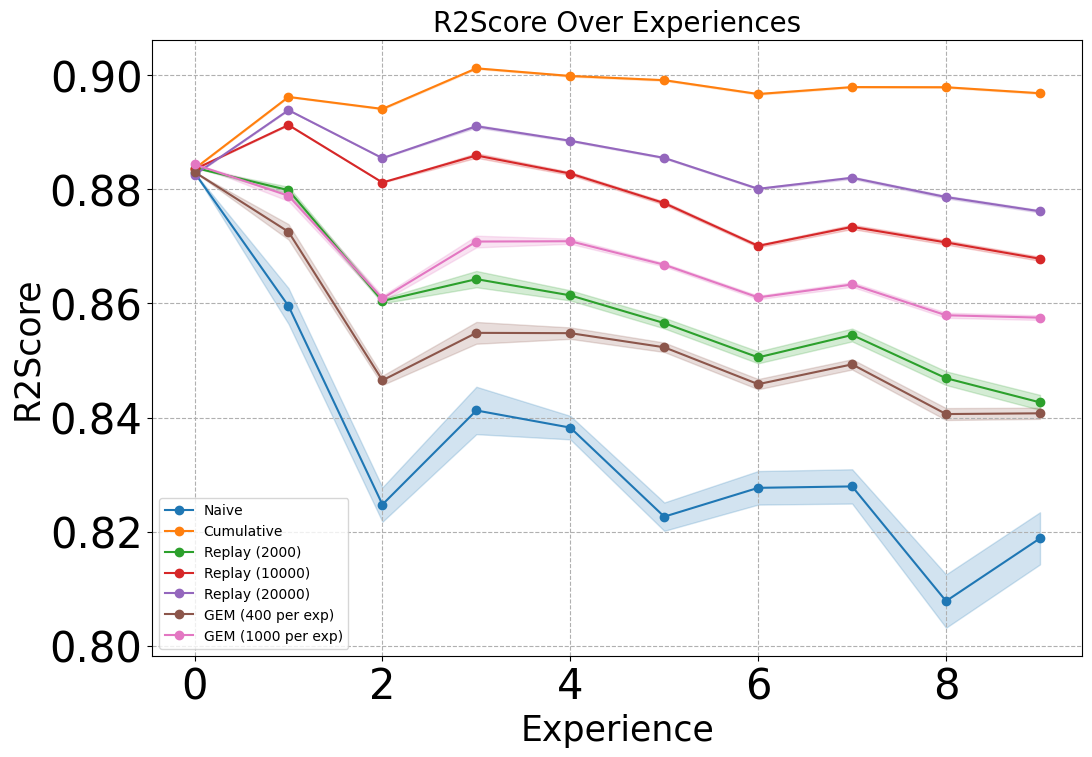 R2Score Over Experiences
R2Score
0.90
0.88
0.86
0.84
0.82
0.80
Naive
Cumulative
Replay (2000)
Replay (10000)
Replay (20000)
GEM (400 per exp)
GEM (1000 per exp)
0 2 4 6 8
Experience